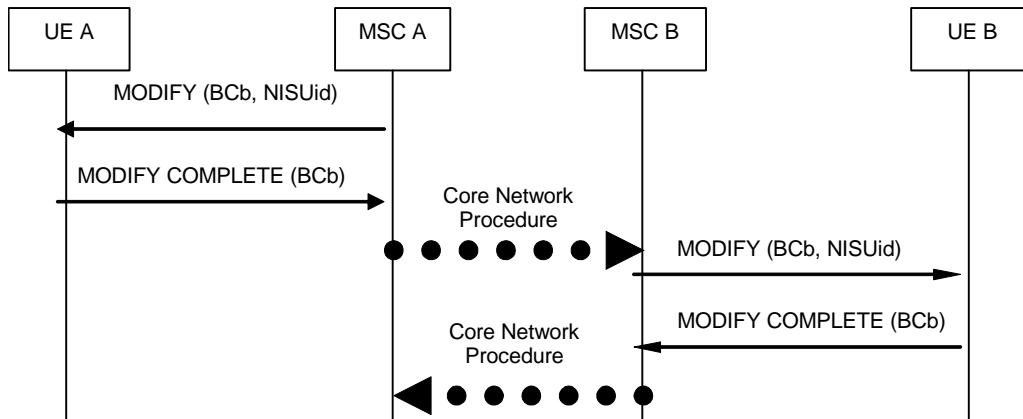 UE A
MSC A
MSC B
UE B
MODIFY (BCb, NISUid)
MODIFY COMPLETE (BCb)
Core Network
Procedure
MODIFY (BCb, NISUid)
MODIFY COMPLETE (BCb)
Core Network
Procedure